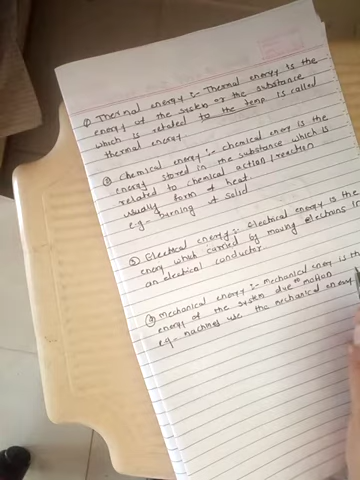 ① Thermal energy :- Thermal energy is the
energy of the system or the substance
which is related to the temp is called
thermal energy.
② Chemical energy :- chemical enery is the
energy stored in the substance which is
related to chemical action / reaction
usually form of heat
e.g - burning of solid
③ Electrical energy :- Electrical energy is the
enery which carried by moving electrons in
an electrical conductor
④ Mechanical energy :- Mechanical enery is the
energy of the system due to motion
eg - machines use the mechanical energy